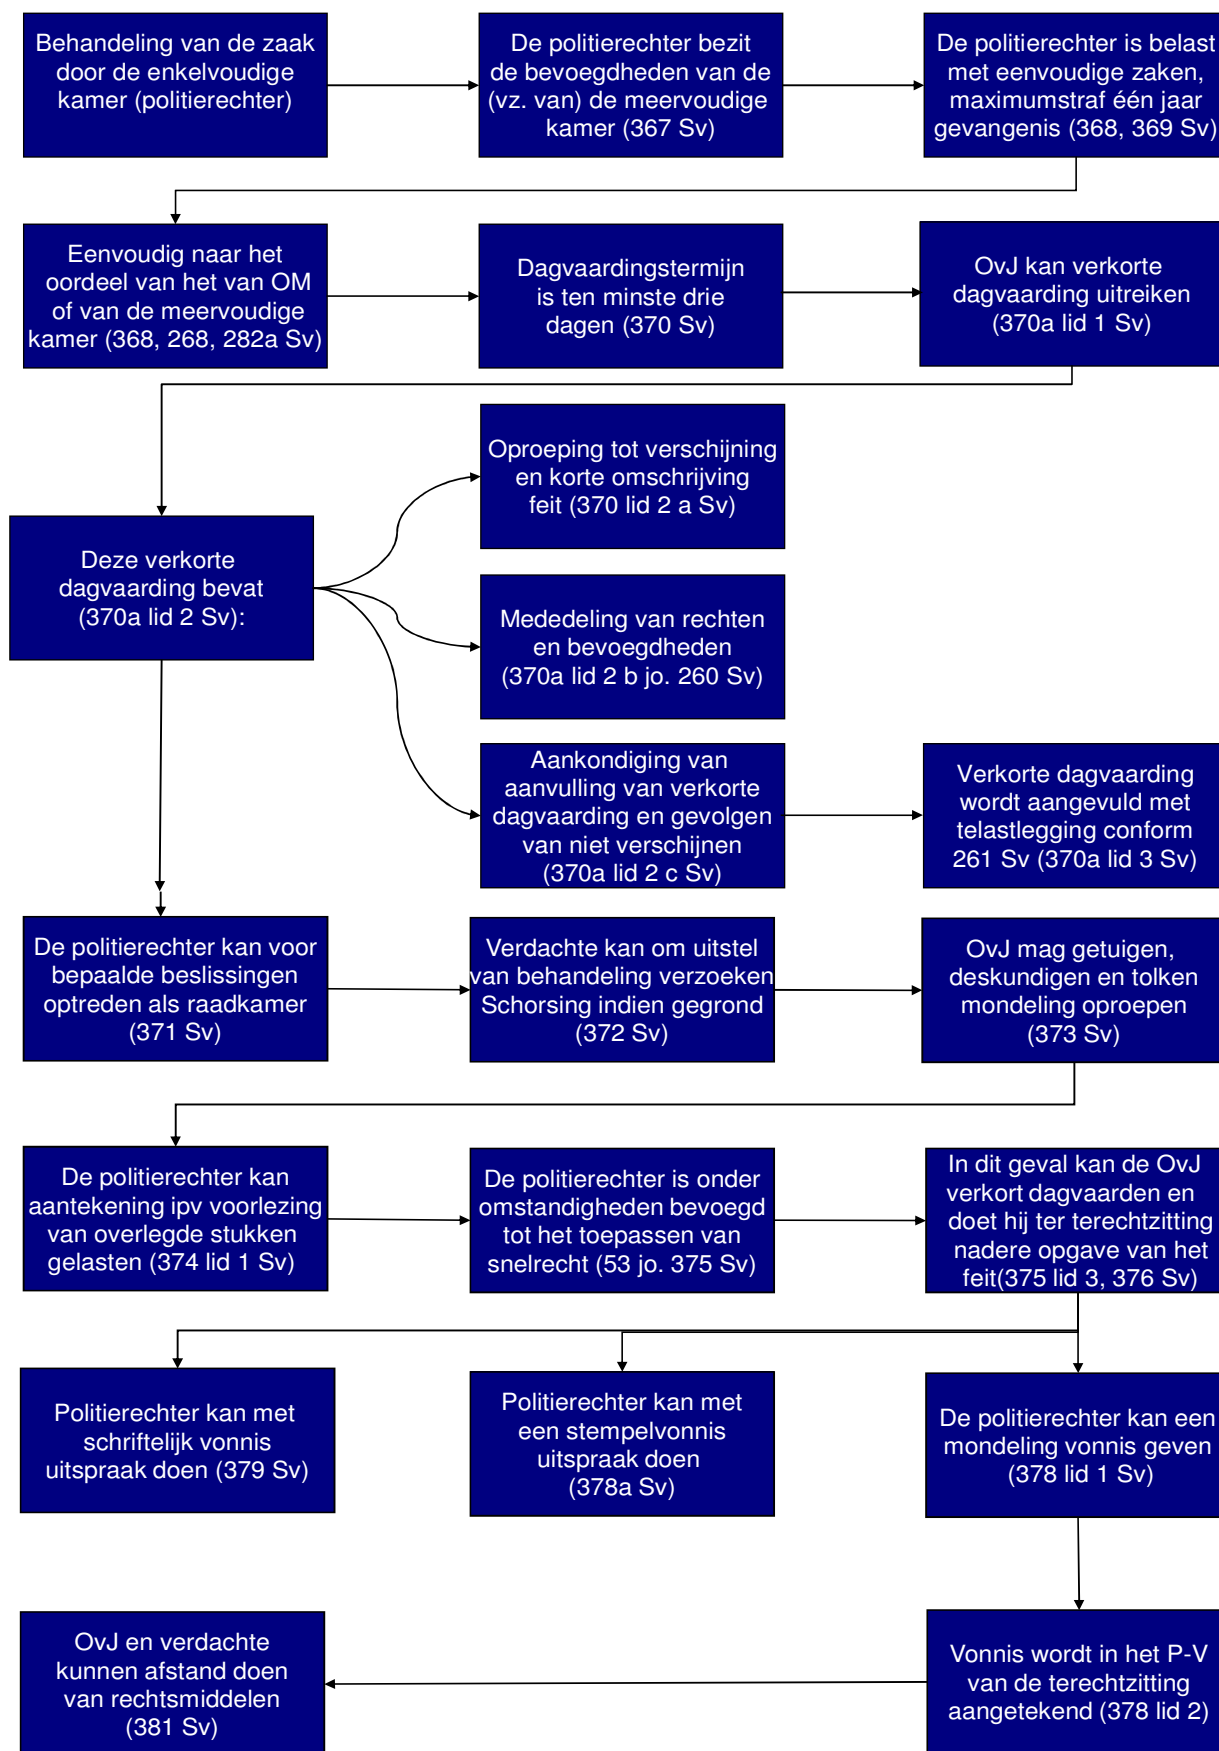 Behandeling van de zaak
door de enkelvoudige
kamer (politierechter)
De politierechter bezit
de bevoegdheden van de
(vz. van) de meervoudige
kamer (367 Sv)
De politierechter is belast
met eenvoudige zaken,
maximumstraf één jaar
gevangenis (368, 369 Sv)
Eenvoudig naar het
oordeel van het van OM
of van de meervoudige
kamer (368, 268, 282a Sv)
Dagvaardingstermijn
is ten minste drie
dagen (370 Sv)
OvJ kan verkorte
dagvaarding uitreiken
(370a lid 1 Sv)
Oproeping tot verschijning
en korte omschrijving
feit (370 lid 2 a Sv)
Deze verkorte
dagvaarding bevat
(370a lid 2 Sv):
Mededeling van rechten
en bevoegdheden
(370a lid 2 b jo. 260 Sv)
Aankondiging van
aanvulling van verkorte
dagvaarding en gevolgen
van niet verschijnen
(370a lid 2 c Sv)
Verkorte dagvaarding
wordt aangevuld met
telastlegging conform
261 Sv (370a lid 3 Sv)
De politierechter kan voor
bepaalde beslissingen
optreden als raadkamer
(371 Sv)
Verdachte kan om uitstel
van behandeling verzoeken
Schorsing indien gegrond
(372 Sv)
OvJ mag getuigen,
deskundigen en tolken
mondeling oproepen
(373 Sv)
De politierechter kan
aantekening ipv voorlezing
van overlegde stukken
gelasten (374 lid 1 Sv)
De politierechter is onder
omstandigheden bevoegd
tot het toepassen van
snelrecht (53 jo. 375 Sv)
In dit geval kan de OvJ
verkort dagvaarden en
doet hij ter terechtzitting
nadere opgave van het
feit(375 lid 3, 376 Sv)
Politierechter kan met
schriftelijk vonnis
uitspraak doen (379 Sv)
Politierechter kan met
een stempelvonnis
uitspraak doen
(378a Sv)
De politierechter kan een
mondeling vonnis geven
(378 lid 1 Sv)
OvJ en verdachte
kunnen afstand doen
van rechtsmiddelen
(381 Sv)
Vonnis wordt in het P-V
van de terechtzitting
aangetekend (378 lid 2)